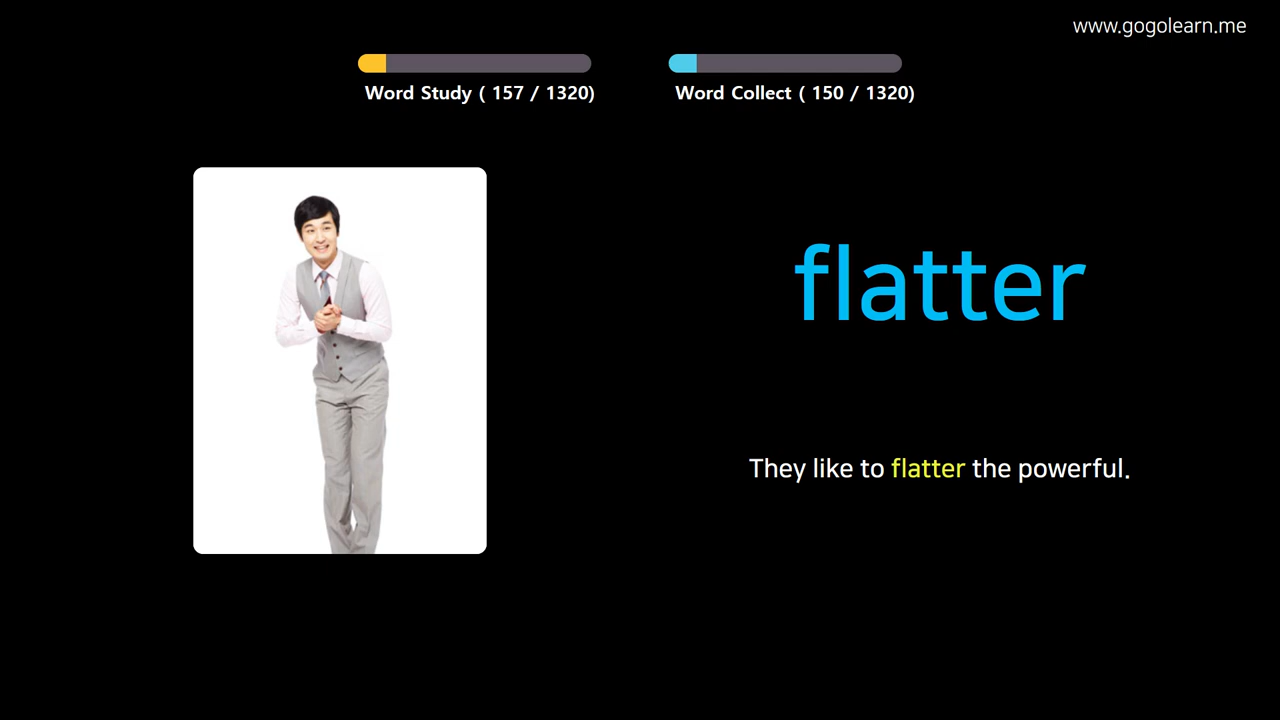 www.gogolearn.me
Word Study ( 157 / 1320)
Word Collect ( 150 / 1320)
flatter
They like to flatter the powerful.